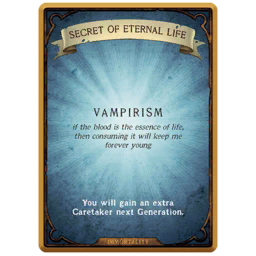 SECRET OF ETERNAL LIFE
VAMPIRISM
if the blood is the essence of life,
then consuming it will keep me
forever young
You will gain an extra
Caretaker next Generation.
IMMORTALITY